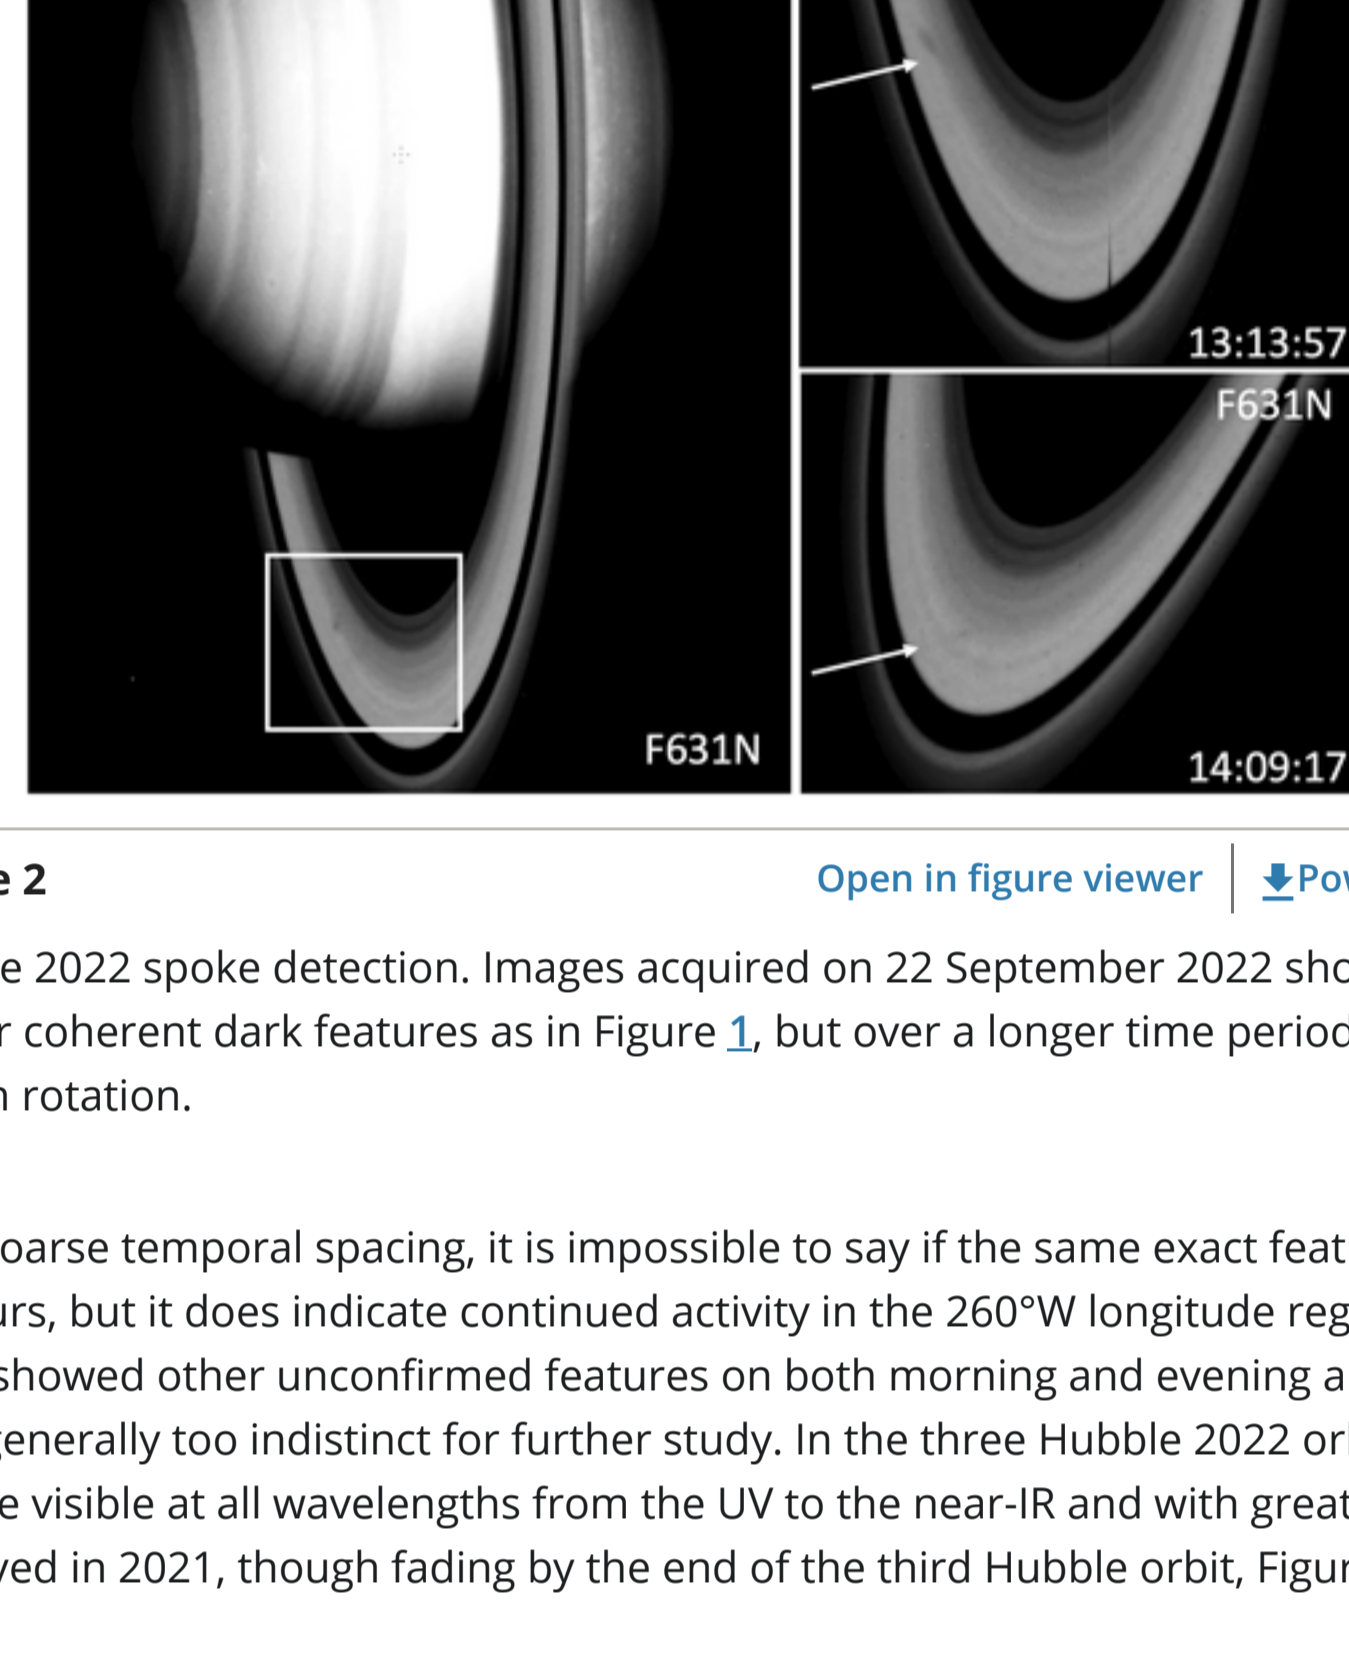 13:13:57
F631N
F631N
14:09:17
e 2
Open in figure viewer
Pow
e 2022 spoke detection. Images acquired on 22 September 2022 sho
r coherent dark features as in Figure 1, but over a longer time period
n rotation.
oarse temporal spacing, it is impossible to say if the same exact feat
urs, but it does indicate continued activity in the 260°W longitude reg
showed other unconfirmed features on both morning and evening a
generally too indistinct for further study. In the three Hubble 2022 or
e visible at all wavelengths from the UV to the near-IR and with great
ved in 2021, though fading by the end of the third Hubble orbit, Figur